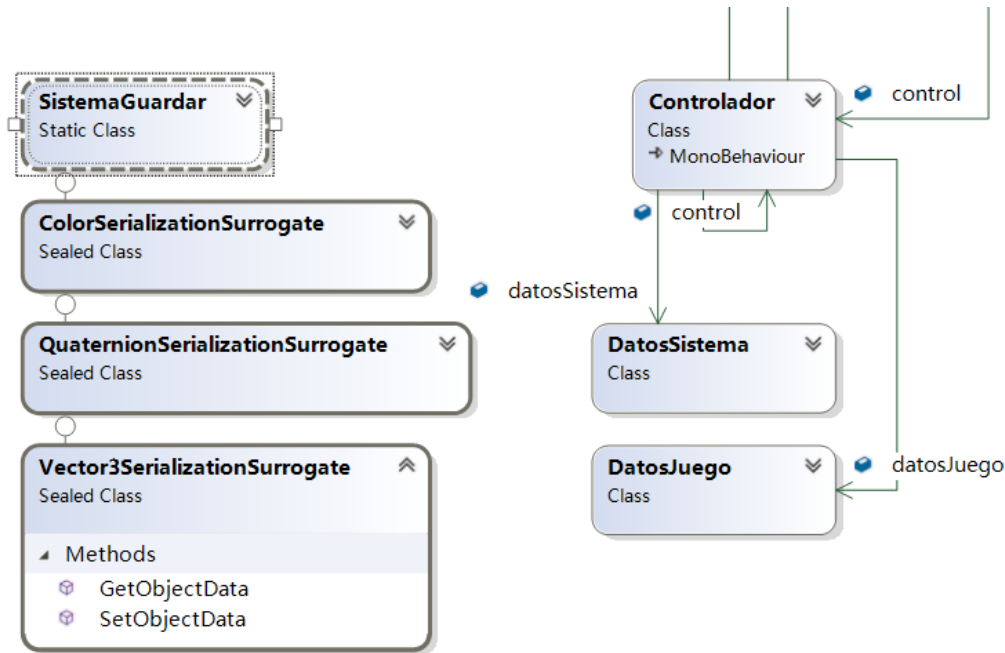 SistemaGuardar
Static Class
ColorSerializationSurrogate
Sealed Class
QuaternionSerializationSurrogate
Sealed Class
Vector3SerializationSurrogate
Sealed Class
Methods
GetObjectData
SetObjectData
Controlador
Class
MonoBehaviour
control
control
datosSistema
DatosSistema
Class
DatosJuego
Class
datosJuego